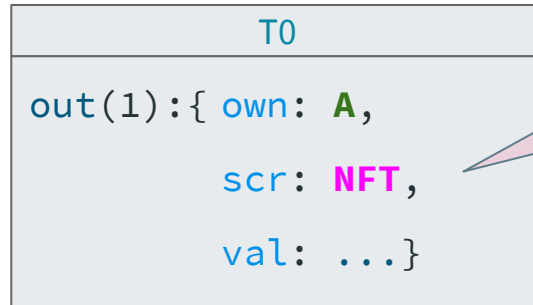 T0
out(1):{ own: A,
scr: NFT,
val: ...}